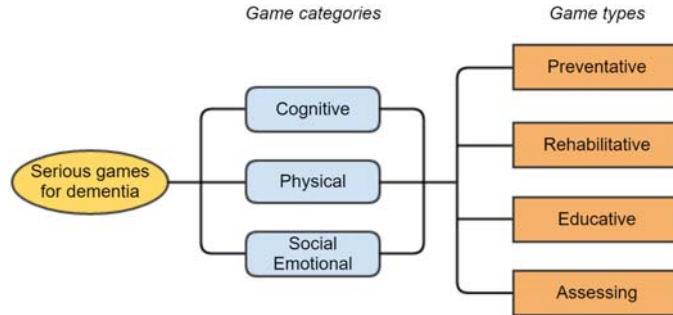 Game categories
Game types
Serious games
for dementia
Cognitive
Physical
Social
Emotional
Preventative
Rehabilitative
Educative
Assessing